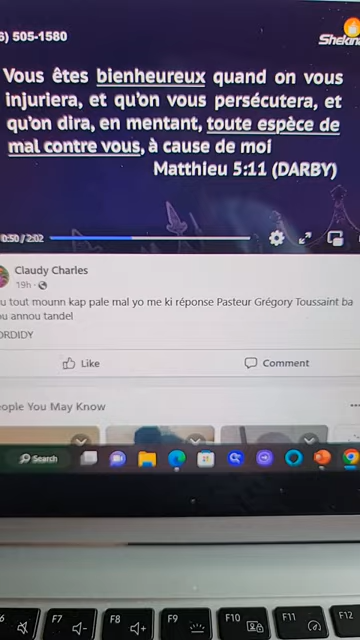 6) 505-1580
Shekina
Vous êtes bienheureux quand on vous
injuriera, et qu'on vous persécutera, et
qu'on dira, en mentant, toute espèce de
mal contre vous, à cause de moi
Matthieu 5:11 (DARBY)
0:50 / 2:02
Claudy Charles
19h
u tout mounn kap pale mal yo me ki réponse Pasteur Grégory Toussaint ba
ou annou tandel
ORDIDY
Like
Comment
eople You May Know
Search
F7
F8
F9
F10
F11
F12